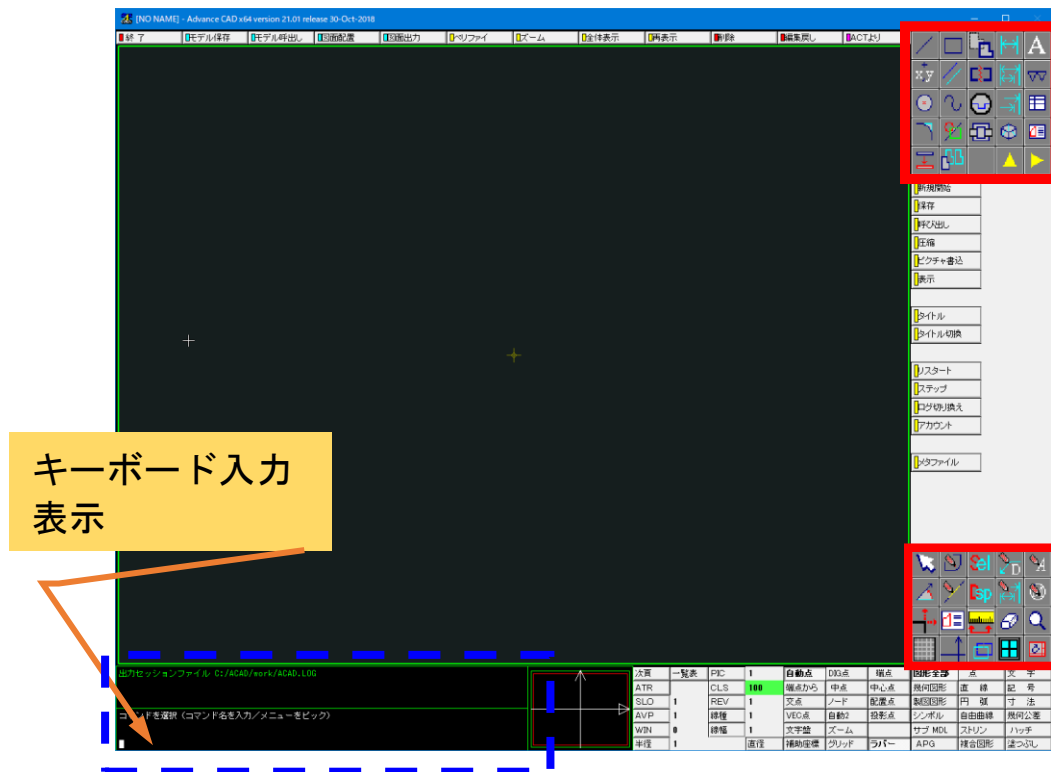 [NO NAME] - Advance CAD x64 version 21.01 release 30-Oct-2018
終 了 モデル保存 モデル呼出し 図面配置 図面出力 ベリファイ ズーム 全体表示 再表示 削除 編集戻し ACTより
A
xy
新規開始
保存
呼び出し
圧縮
ピクチャ書込
表示
タイトル
タイトル切換
リスタート
ステップ
ログ切り換え
アカウント
メタファイル
キーボード入力
表示
Sel D A
Dsp
出力セッションファイル C:/ACAD/work/ACAD.LOG
コマンドを選択 (コマンド名を入力/メニューをピック)
次頁 一覧表 PIC 1 自動点 DIG点 端点 図形全部 点 文 字
ATR CLS 100 端点から 中点 中心点 幾何図形 直 線 記 号
SLO 1 REV 1 交点 ノード 配置点 製図図形 円 弧 寸 法
AVP 1 線種 1 VEC点 自動2 投影点 シンボル 自由曲線 幾何公差
WIN 0 線幅 1 文字盤 ズーム サブ MDL ストリン ハッチ
半径 1 直径 補助座標 グリッド ラバー APG 複合図形 塗つぶし